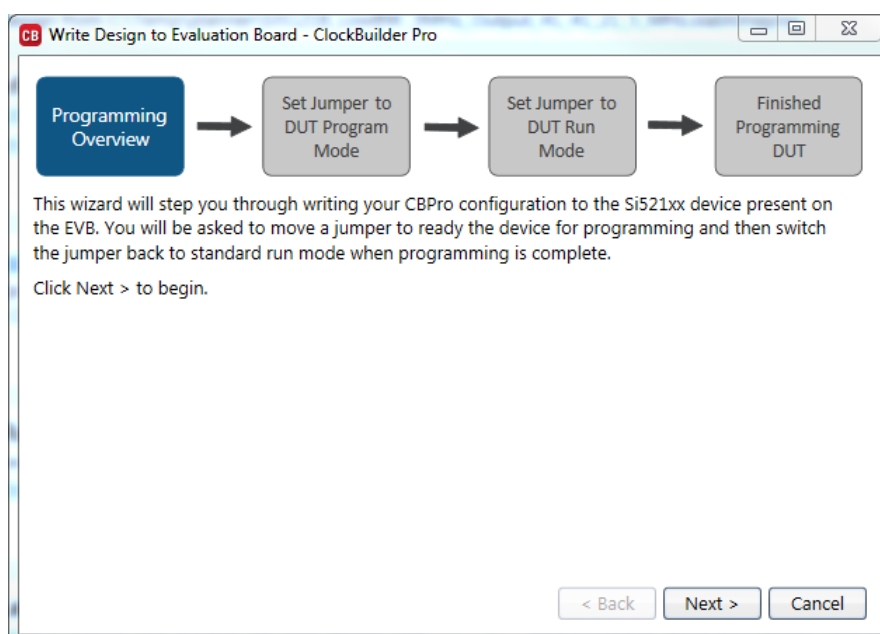 CB Write Design to Evaluation Board - ClockBuilder Pro
Programming
Overview
Set Jumper to
DUT Program
Mode
Set Jumper to
DUT Run
Mode
Finished
Programming
DUT
This wizard will step you through writing your CBPro configuration to the Si521xx device present on
the EVB. You will be asked to move a jumper to ready the device for programming and then switch
the jumper back to standard run mode when programming is complete.
Click Next > to begin.
< Back
Next >
Cancel